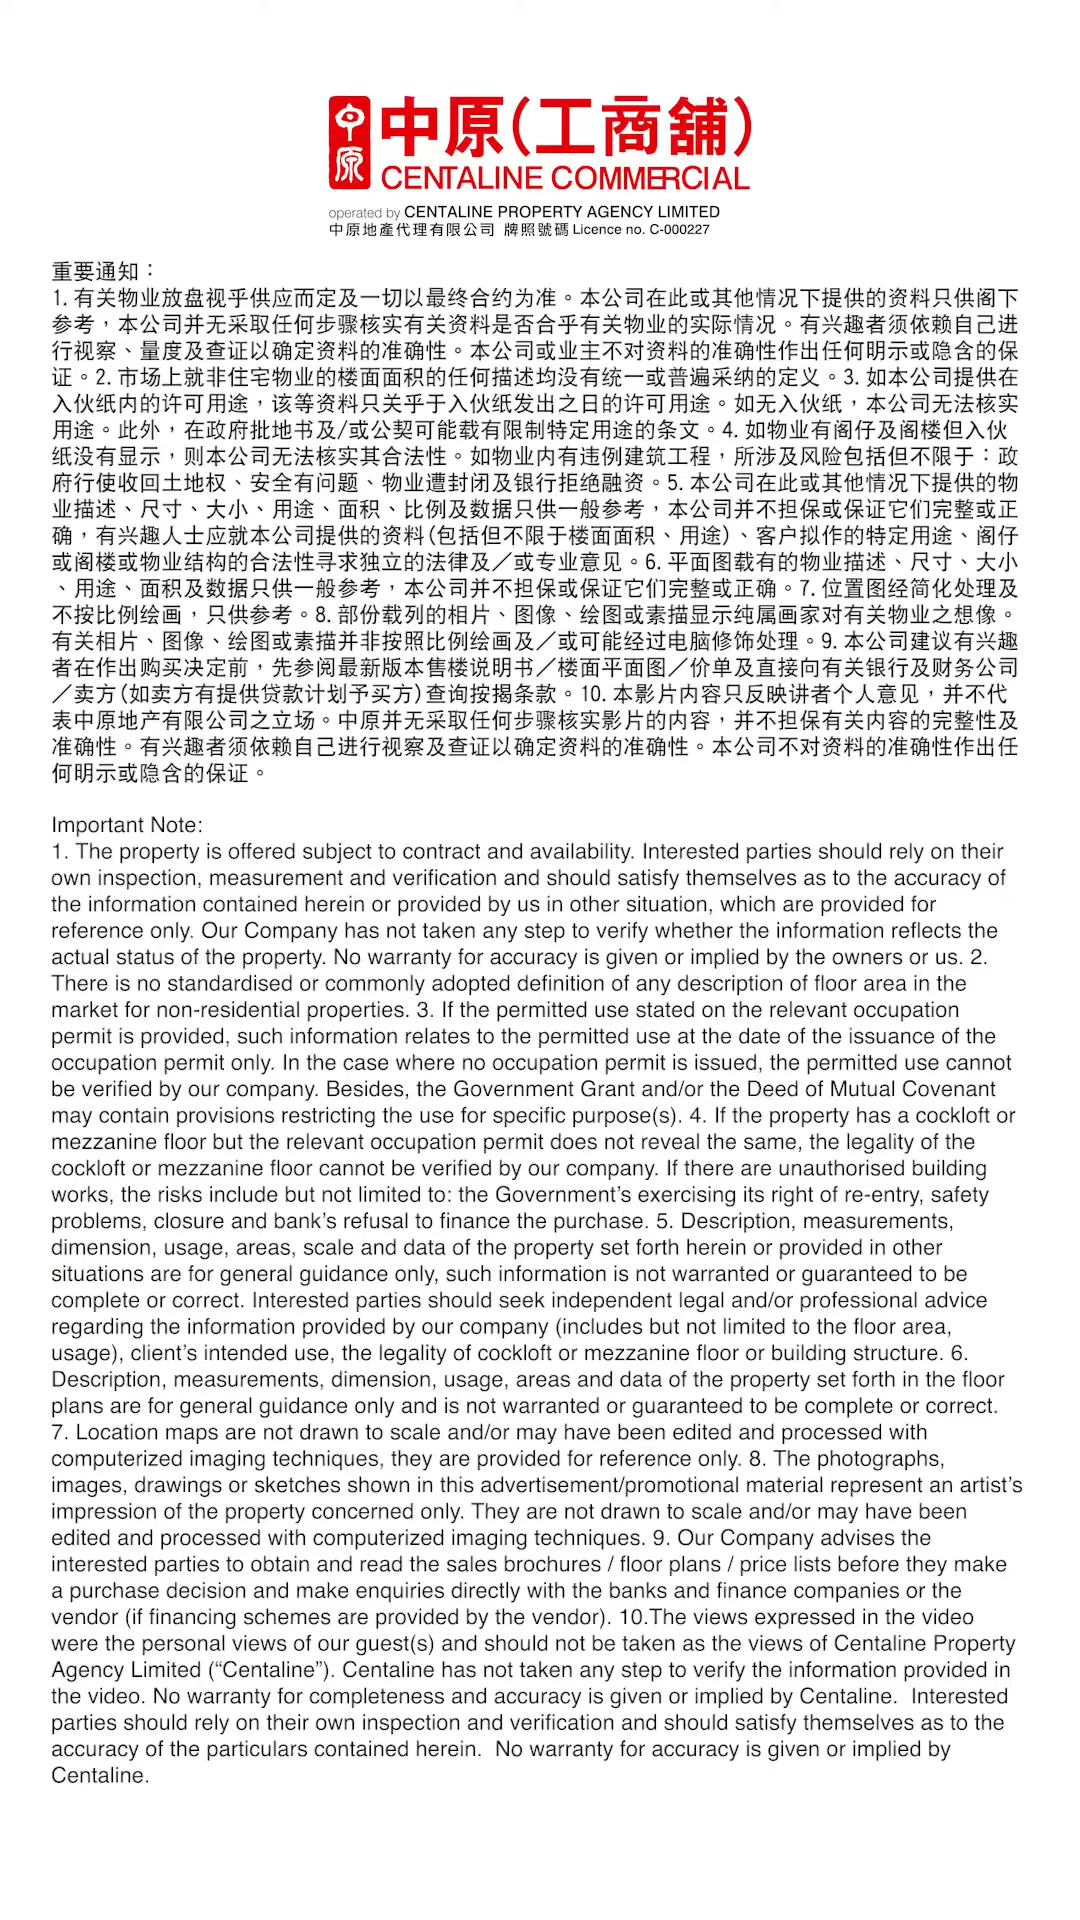 中原
中原(工商舖)
CENTALINE COMMERCIAL
operated by CENTALINE PROPERTY AGENCY LIMITED
中原地產代理有限公司 牌照號碼 Licence no. C-000227
重要通知：
1. 有关物业放盘视乎供应而定及一切以最终合约为准。本公司在此或其他情况下提供的资料只供阁下
参考，本公司并无采取任何步骤核实有关资料是否合乎有关物业的实际情况。有兴趣者须依赖自己进
行视察、量度及查证以确定资料的准确性。本公司或业主不对资料的准确性作出任何明示或隐含的保
证。2. 市场上就非住宅物业的楼面面积的任何描述均没有统一或普遍采纳的定义。3. 如本公司提供在
入伙纸内的许可用途，该等资料只关乎于入伙纸发出之日的许可用途。如无入伙纸，本公司无法核实
用途。此外，在政府批地书及/或公契可能载有限制特定用途的条文。4. 如物业有阁仔及阁楼但入伙
纸没有显示，则本公司无法核实其合法性。如物业内有违例建筑工程，所涉及风险包括但不限于：政
府行使收回土地权、安全有问题、物业遭封闭及银行拒绝融资。5. 本公司在此或其他情况下提供的物
业描述、尺寸、大小、用途、面积、比例及数据只供一般参考，本公司并不担保或保证它们完整或正
确，有兴趣人士应就本公司提供的资料(包括但不限于楼面面积、用途)、客户拟作的特定用途、阁仔
或阁楼或物业结构的合法性寻求独立的法律及／或专业意见。6. 平面图载有的物业描述、尺寸、大小
、用途、面积及数据只供一般参考，本公司并不担保或保证它们完整或正确。7. 位置图经简化处理及
不按比例绘画，只供参考。8. 部份载列的相片、图像、绘图或素描显示纯属画家对有关物业之想像。
有关相片、图像、绘图或素描并非按照比例绘画及／或可能经过电脑修饰处理。9. 本公司建议有兴趣
者在作出购买决定前，先参阅最新版本售楼说明书／楼面平面图／价单及直接向有关银行及财务公司
／卖方(如卖方有提供贷款计划予买方)查询按揭条款。10. 本影片内容只反映讲者个人意见，并不代
表中原地产有限公司之立场。中原并无采取任何步骤核实影片的内容，并不担保有关内容的完整性及
准确性。有兴趣者须依赖自己进行视察及查证以确定资料的准确性。本公司不对资料的准确性作出任
何明示或隐含的保证。
Important Note:
1. The property is offered subject to contract and availability. Interested parties should rely on their
own inspection, measurement and verification and should satisfy themselves as to the accuracy of
the information contained herein or provided by us in other situation, which are provided for
reference only. Our Company has not taken any step to verify whether the information reflects the
actual status of the property. No warranty for accuracy is given or implied by the owners or us. 2.
There is no standardised or commonly adopted definition of any description of floor area in the
market for non-residential properties. 3. If the permitted use stated on the relevant occupation
permit is provided, such information relates to the permitted use at the date of the issuance of the
occupation permit only. In the case where no occupation permit is issued, the permitted use cannot
be verified by our company. Besides, the Government Grant and/or the Deed of Mutual Covenant
may contain provisions restricting the use for specific purpose(s). 4. If the property has a cockloft or
mezzanine floor but the relevant occupation permit does not reveal the same, the legality of the
cockloft or mezzanine floor cannot be verified by our company. If there are unauthorised building
works, the risks include but not limited to: the Government’s exercising its right of re-entry, safety
problems, closure and bank’s refusal to finance the purchase. 5. Description, measurements,
dimension, usage, areas, scale and data of the property set forth herein or provided in other
situations are for general guidance only, such information is not warranted or guaranteed to be
complete or correct. Interested parties should seek independent legal and/or professional advice
regarding the information provided by our company (includes but not limited to the floor area,
usage), client’s intended use, the legality of cockloft or mezzanine floor or building structure. 6.
Description, measurements, dimension, usage, areas and data of the property set forth in the floor
plans are for general guidance only and is not warranted or guaranteed to be complete or correct.
7. Location maps are not drawn to scale and/or may have been edited and processed with
computerized imaging techniques, they are provided for reference only. 8. The photographs,
images, drawings or sketches shown in this advertisement/promotional material represent an artist’s
impression of the property concerned only. They are not drawn to scale and/or may have been
edited and processed with computerized imaging techniques. 9. Our Company advises the
interested parties to obtain and read the sales brochures / floor plans / price lists before they make
a purchase decision and make enquiries directly with the banks and finance companies or the
vendor (if financing schemes are provided by the vendor). 10.The views expressed in the video
were the personal views of our guest(s) and should not be taken as the views of Centaline Property
Agency Limited (“Centaline”). Centaline has not taken any step to verify the information provided in
the video. No warranty for completeness and accuracy is given or implied by Centaline.  Interested
parties should rely on their own inspection and verification and should satisfy themselves as to the
accuracy of the particulars contained herein.  No warranty for accuracy is given or implied by
Centaline.